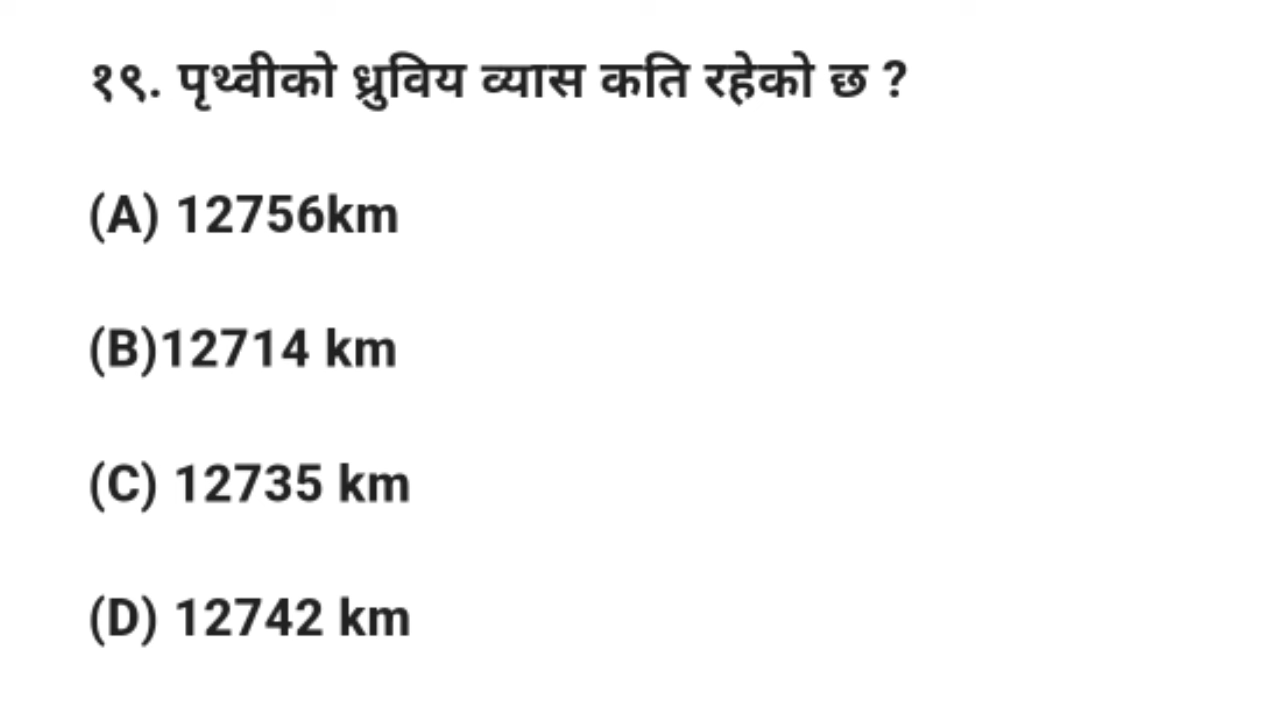 १९. पृथ्वीको ध्रुविय व्यास कति रहेको छ ?
(A) 12756km
(B)12714 km
(C) 12735 km
(D) 12742 km